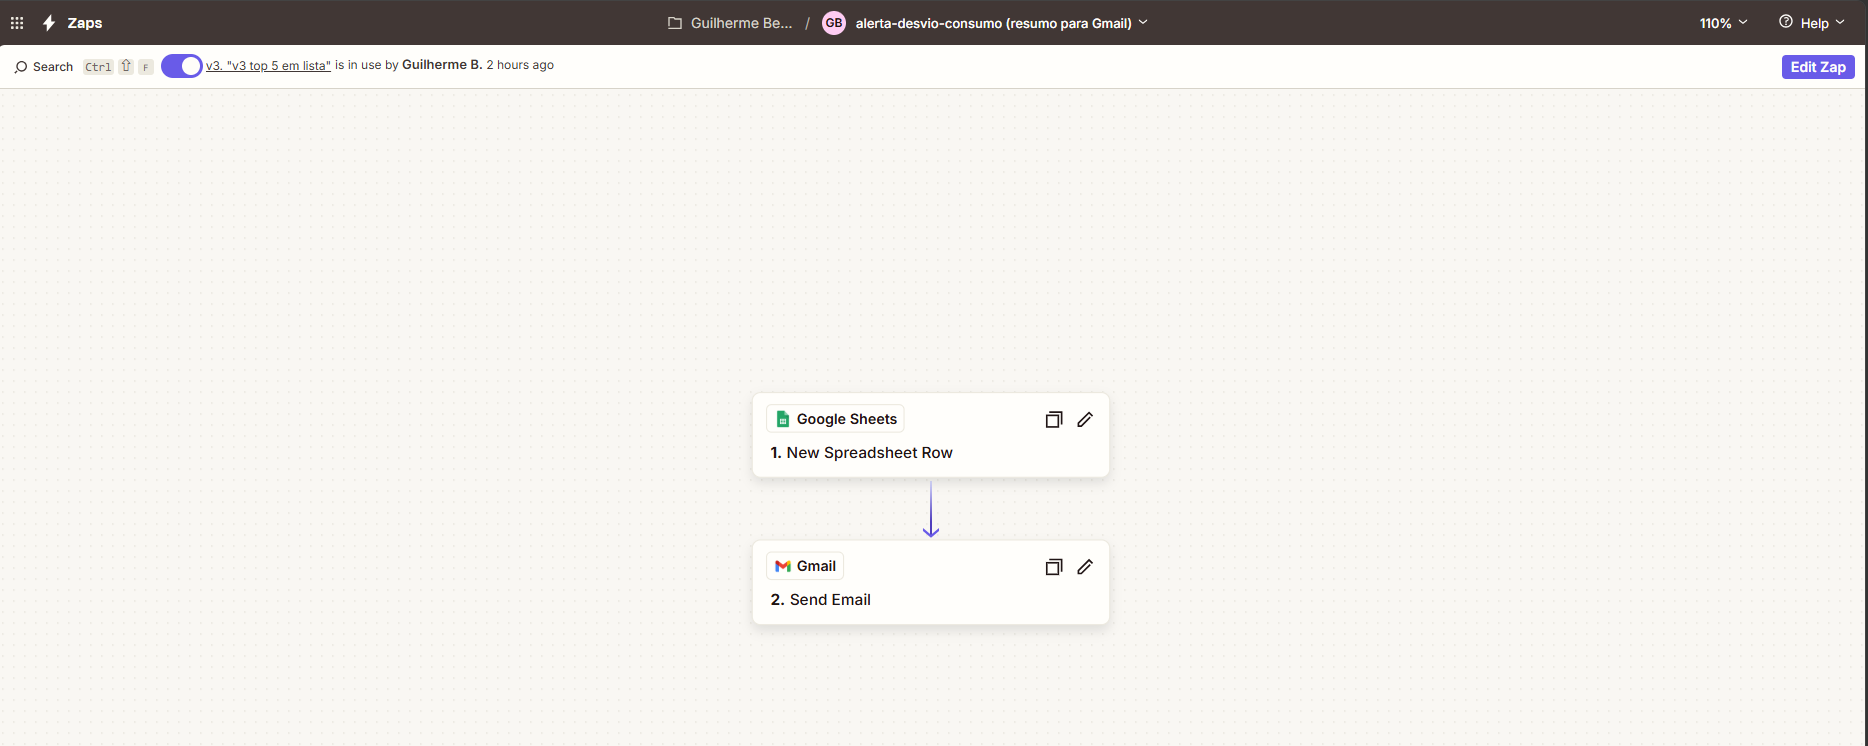 Zaps
Guilherme Be... / GB alerta-desvio-consumo (resumo para Gmail)
110%
Help
Search Ctrl ⇧ F
v3. "v3 top 5 em lista" is in use by Guilherme B. 2 hours ago
Edit Zap
Google Sheets
1. New Spreadsheet Row
Gmail
2. Send Email